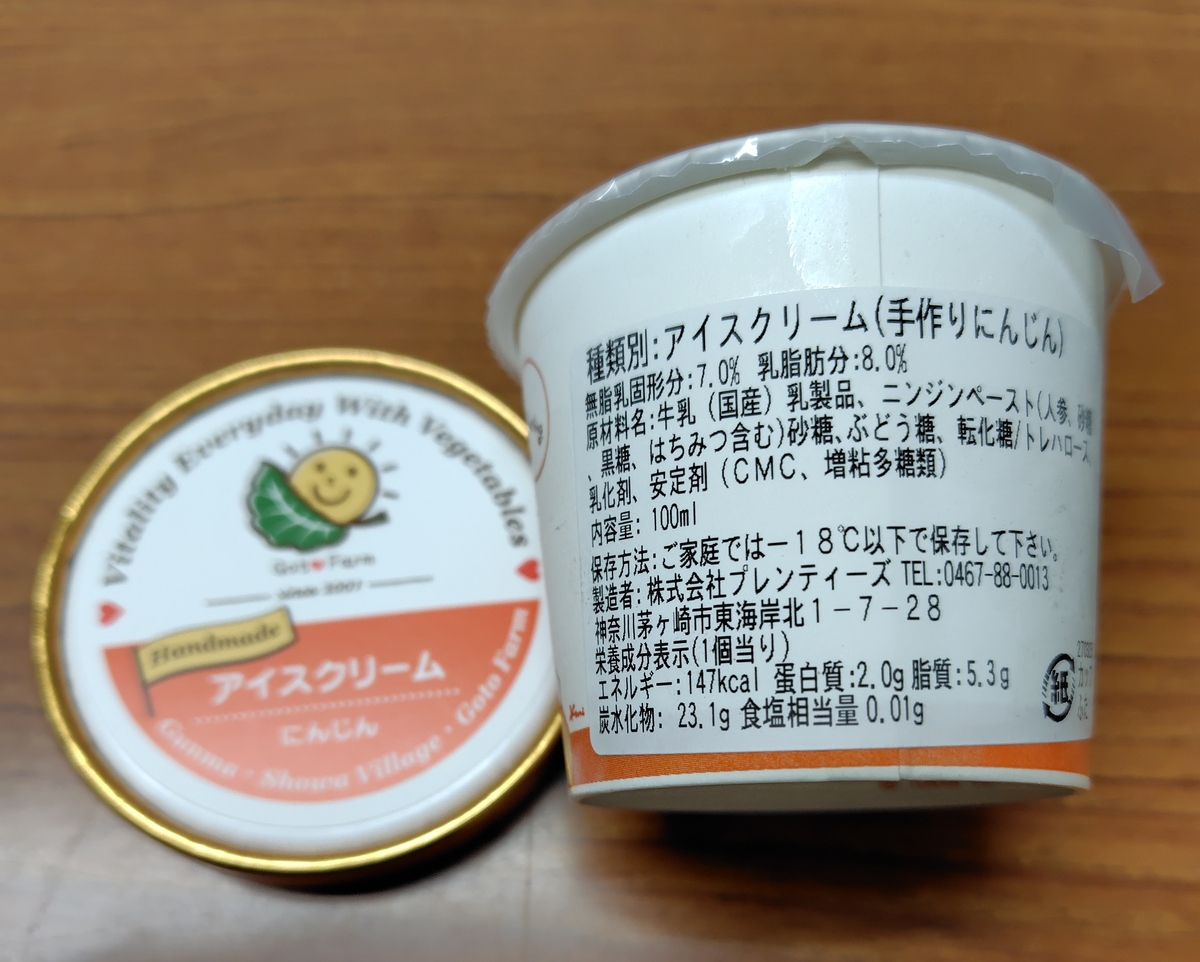 Vitality Everyday With Vegetables
Goto Farm
since 2007
Handmade
アイスクリーム
にんじん
Gunma・Showa Village・Goto Farm
種類別:アイスクリーム(手作りにんじん)
無脂乳固形分:7.0% 乳脂肪分:8.0%
原材料名:牛乳（国産）乳製品、ニンジンペースト(人参、砂糖
、黒糖、はちみつ含む)砂糖、ぶどう糖、転化糖/トレハロース、
乳化剤、安定剤（CMC、増粘多糖類）
内容量: 100ml
保存方法:ご家庭では－18℃以下で保存して下さい。
製造者:株式会社プレンティーズ TEL:0467-88-0013
神奈川茅ヶ崎市東海岸北1－7－28
栄養成分表示(1個当り)
エネルギー:147kcal 蛋白質:2.0g 脂質:5.3g
炭水化物: 23.1g 食塩相当量 0.01g
紙
カップ
ふた